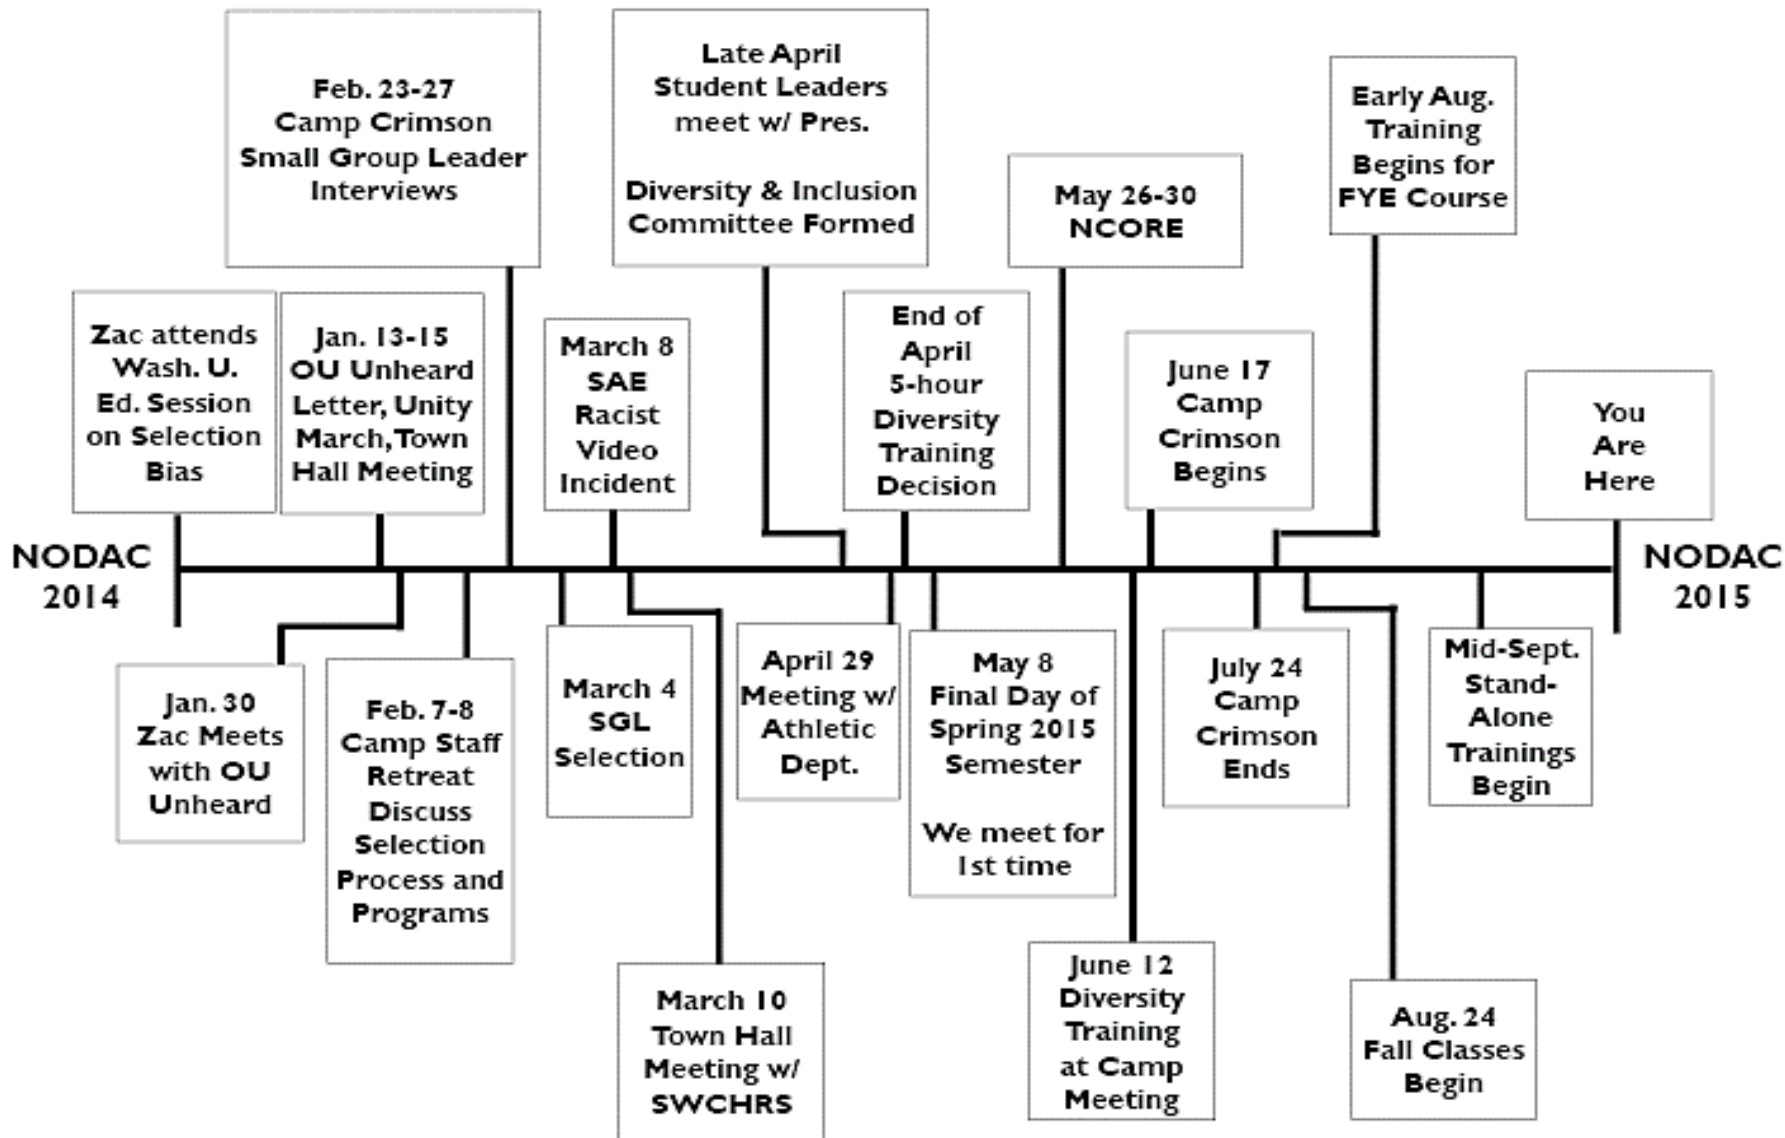 Feb. 23-27
Camp Crimson
Small Group Leader
Interviews
Late April
Student Leaders
meet w/ Pres.
Diversity & Inclusion
Committee Formed
May 26-30
NCORE
Early Aug.
Training
Begins for
FYE Course
Zac attends
Wash. U.
Ed. Session
on Selection
Bias
Jan. 13-15
OU Unheard
Letter, Unity
March, Town
Hall Meeting
March 8
SAE
Racist
Video
Incident
End of
April
5-hour
Diversity
Training
Decision
June 17
Camp
Crimson
Begins
You
Are
Here
NODAC
2014
NODAC
2015
Jan. 30
Zac Meets
with OU
Unheard
Feb. 7-8
Camp Staff
Retreat
Discuss
Selection
Process and
Programs
March 4
SGL
Selection
March 10
Town Hall
Meeting w/
SWCHRS
April 29
Meeting w/
Athletic
Dept.
May 8
Final Day of
Spring 2015
Semester
We meet for
1st time
June 12
Diversity
Training
at Camp
Meeting
July 24
Camp
Crimson
Ends
Aug. 24
Fall Classes
Begin
Mid-Sept.
Stand-
Alone
Trainings
Begin